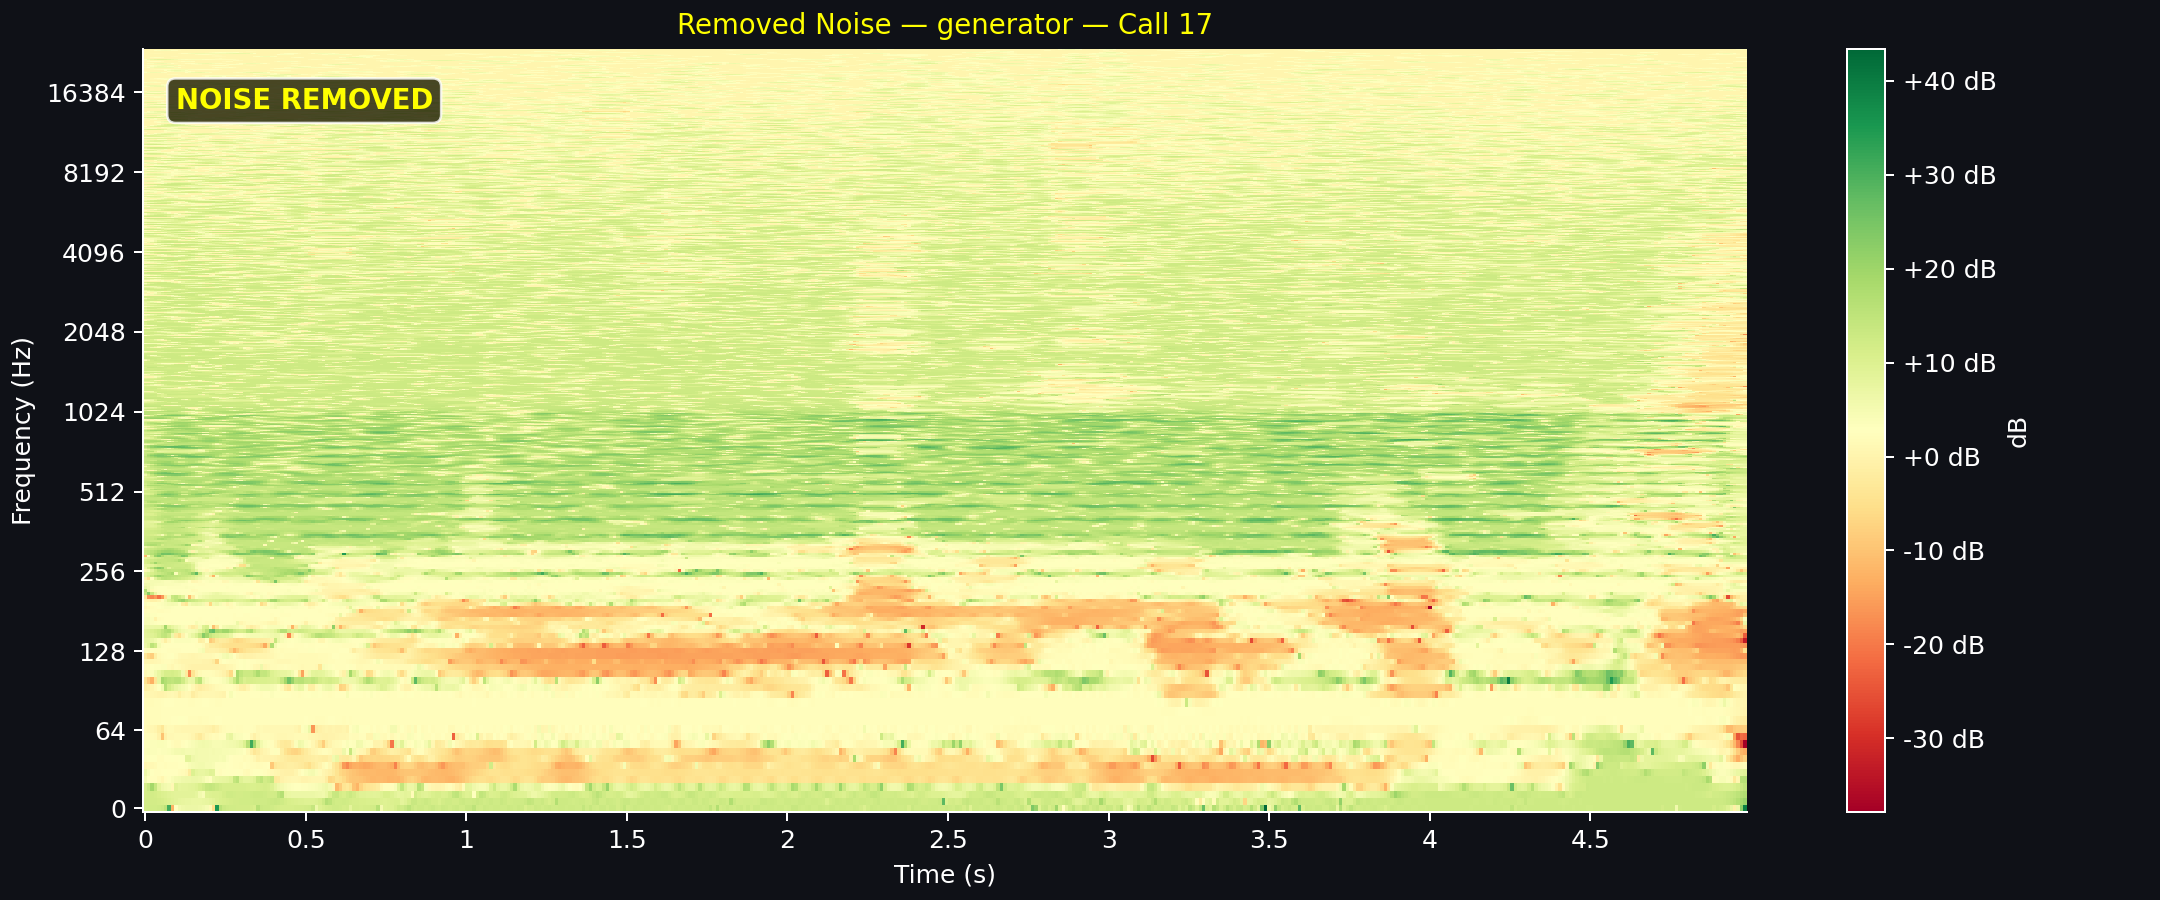 Removed Noise — generator — Call 17
NOISE REMOVED
Frequency (Hz)
16384
8192
4096
2048
1024
512
256
128
64
0
0 0.5 1 1.5 2 2.5 3 3.5 4 4.5
Time (s)
+40 dB
+30 dB
+20 dB
+10 dB
+0 dB
-10 dB
-20 dB
-30 dB
dB